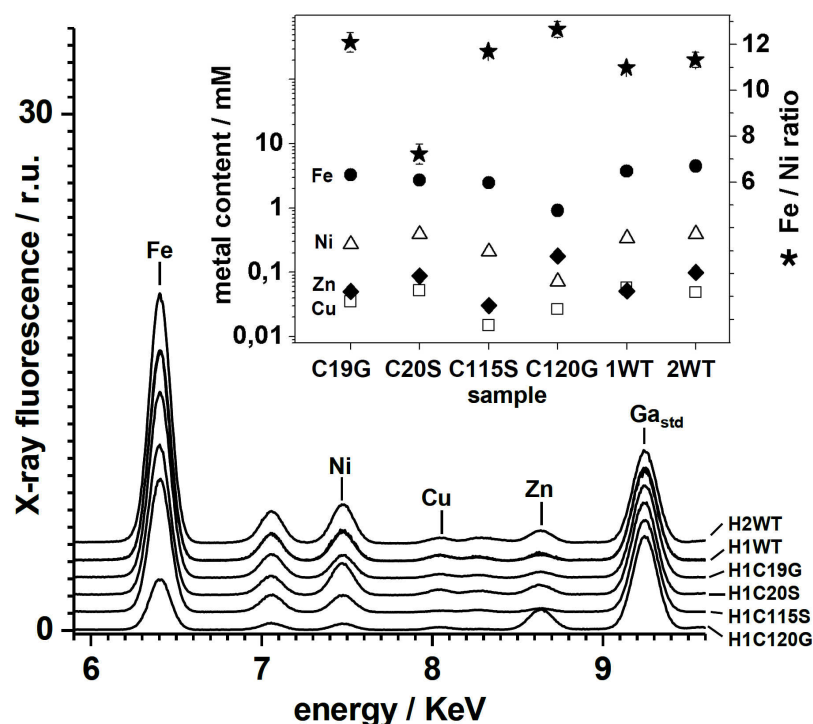 X-ray fluorescence / r.u.
30
0
Fe
Ni
Cu
Zn
Ga std
H2WT
H1WT
H1C19G
H1C20S
H1C115S
H1C120G
6
7
8
9
energy / KeV
metal content / mM
10
1
0,1
0,01
Fe
Ni
Zn
Cu
12
10
8
6
★ Fe / Ni ratio
C19G C20S C115S C120G 1WT 2WT
sample